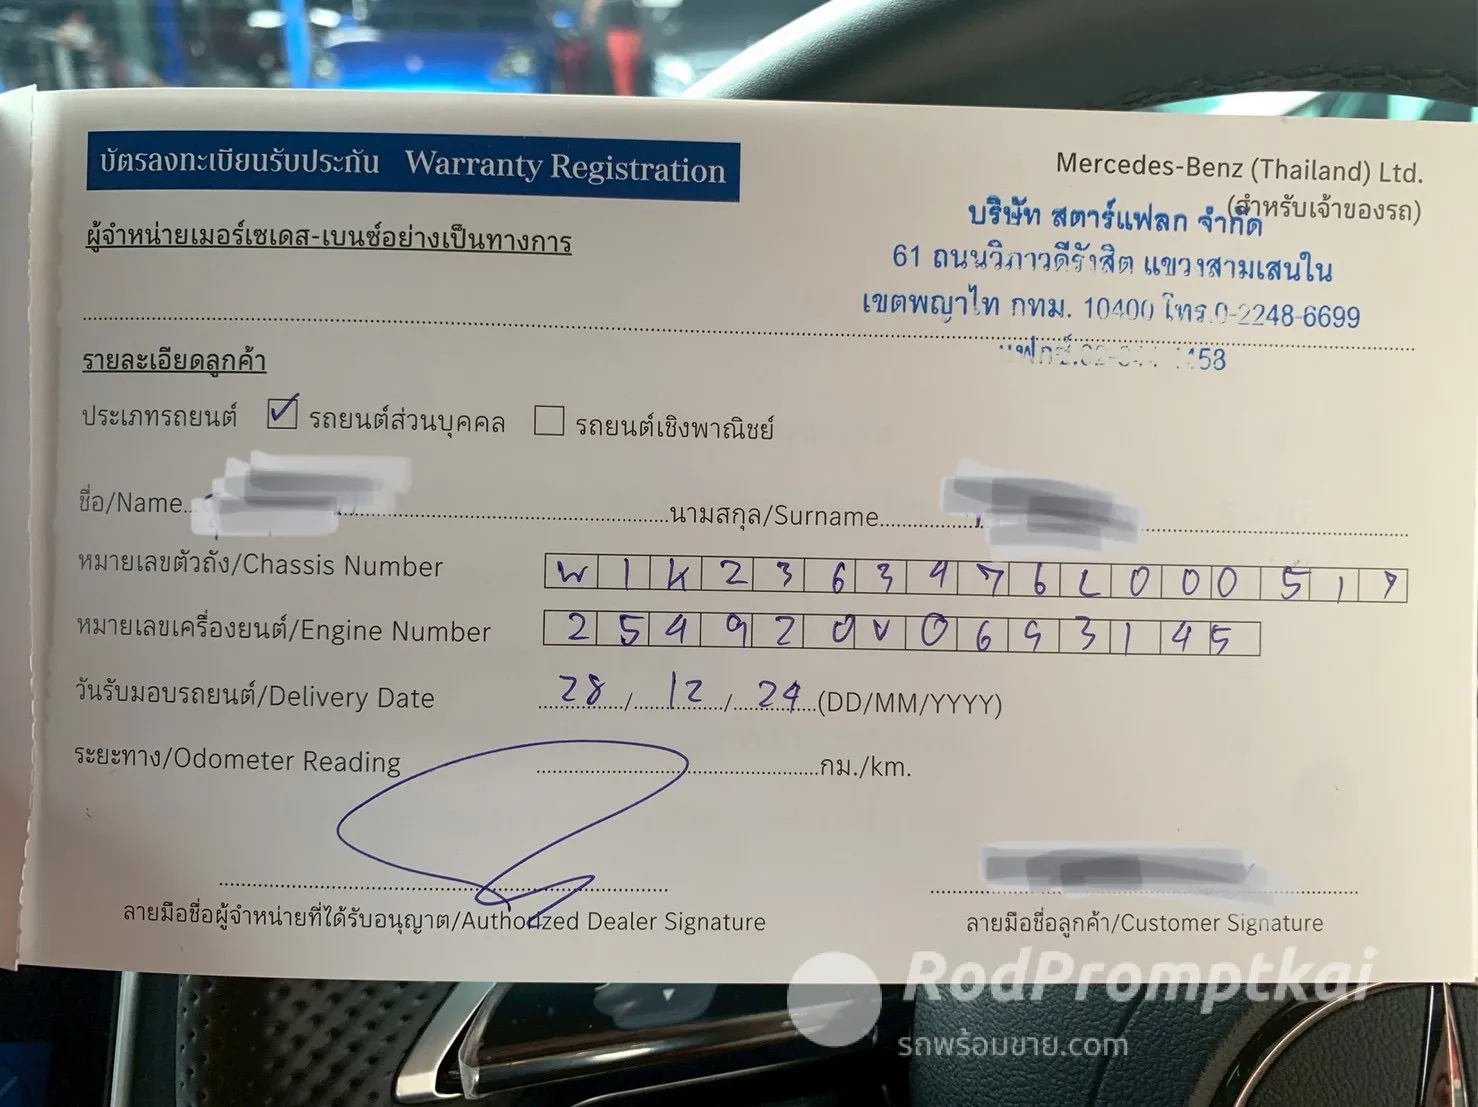 บัตรลงทะเบียนรับประกัน Warranty Registration
Mercedes-Benz (Thailand) Ltd.
(สำหรับเจ้าของรถ)
บริษัท สตาร์แฟลก จำกัด
ผู้จำหน่ายเมอร์เซเดส-เบนซ์อย่างเป็นทางการ
61 ถนนวิภาวดีรังสิต แขวงสามเสนใน
เขตพญาไท กทม. 10400 โทร.0-2248-6699
รายละเอียดลูกค้า
ประเภทรถยนต์ รถยนต์ส่วนบุคคล รถยนต์เชิงพาณิชย์
ชื่อ/Name นามสกุล/Surname
หมายเลขตัวถัง/Chassis Number W1K2363476L000517
หมายเลขเครื่องยนต์/Engine Number 254920V0693145
วันรับมอบรถยนต์/Delivery Date 28/12/24 (DD/MM/YYYY)
ระยะทาง/Odometer Reading กม./km.
ลายมือชื่อผู้จำหน่ายที่ได้รับอนุญาต/Authorized Dealer Signature ลายมือชื่อลูกค้า/Customer Signature
RodPromptkai
รถพร้อมขาย.com